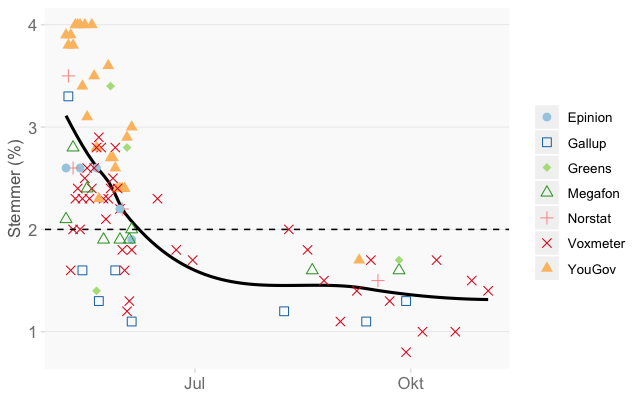 Stemmer (%)
4
3
2
1
Jul
Okt
Epinion
Gallup
Greens
Megafon
Norstat
Voxmeter
YouGov